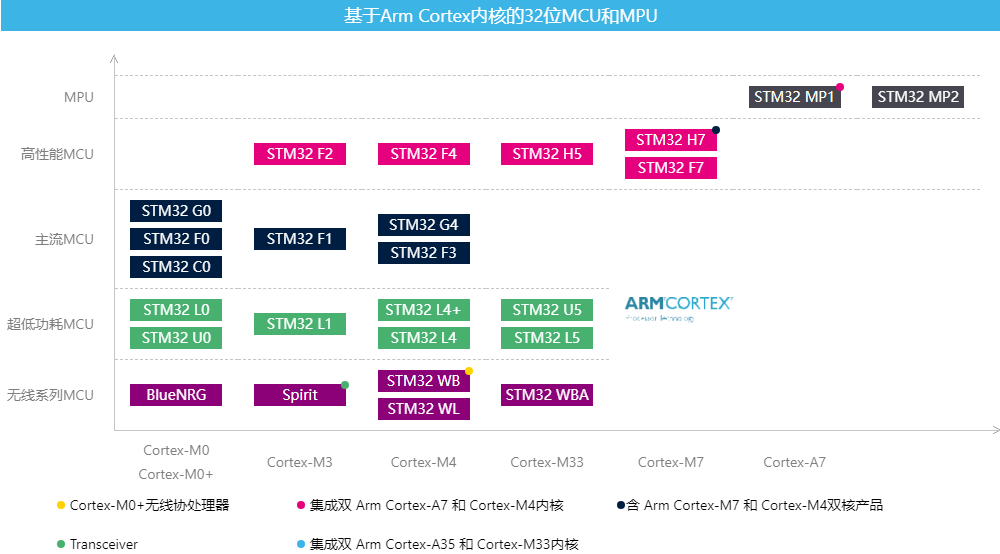 基于Arm Cortex内核的32位MCU和MPU
MPU
STM32 MP1
STM32 MP2
高性能MCU
STM32 F2
STM32 F4
STM32 H5
STM32 H7
STM32 F7
主流MCU
STM32 G0
STM32 F0
STM32 C0
STM32 F1
STM32 G4
STM32 F3
超低功耗MCU
STM32 L0
STM32 U0
STM32 L1
STM32 L4+
STM32 L4
STM32 U5
STM32 L5
ARMCORTEX
Processor Technology
无线系列MCU
BlueNRG
Spirit
STM32 WB
STM32 WL
STM32 WBA
Cortex-M0
Cortex-M0+
Cortex-M3
Cortex-M4
Cortex-M33
Cortex-M7
Cortex-A7
Cortex-M0+无线协处理器
集成双 Arm Cortex-A7 和 Cortex-M4内核
含 Arm Cortex-M7 和 Cortex-M4双核产品
Transceiver
集成双 Arm Cortex-A35 和 Cortex-M33内核